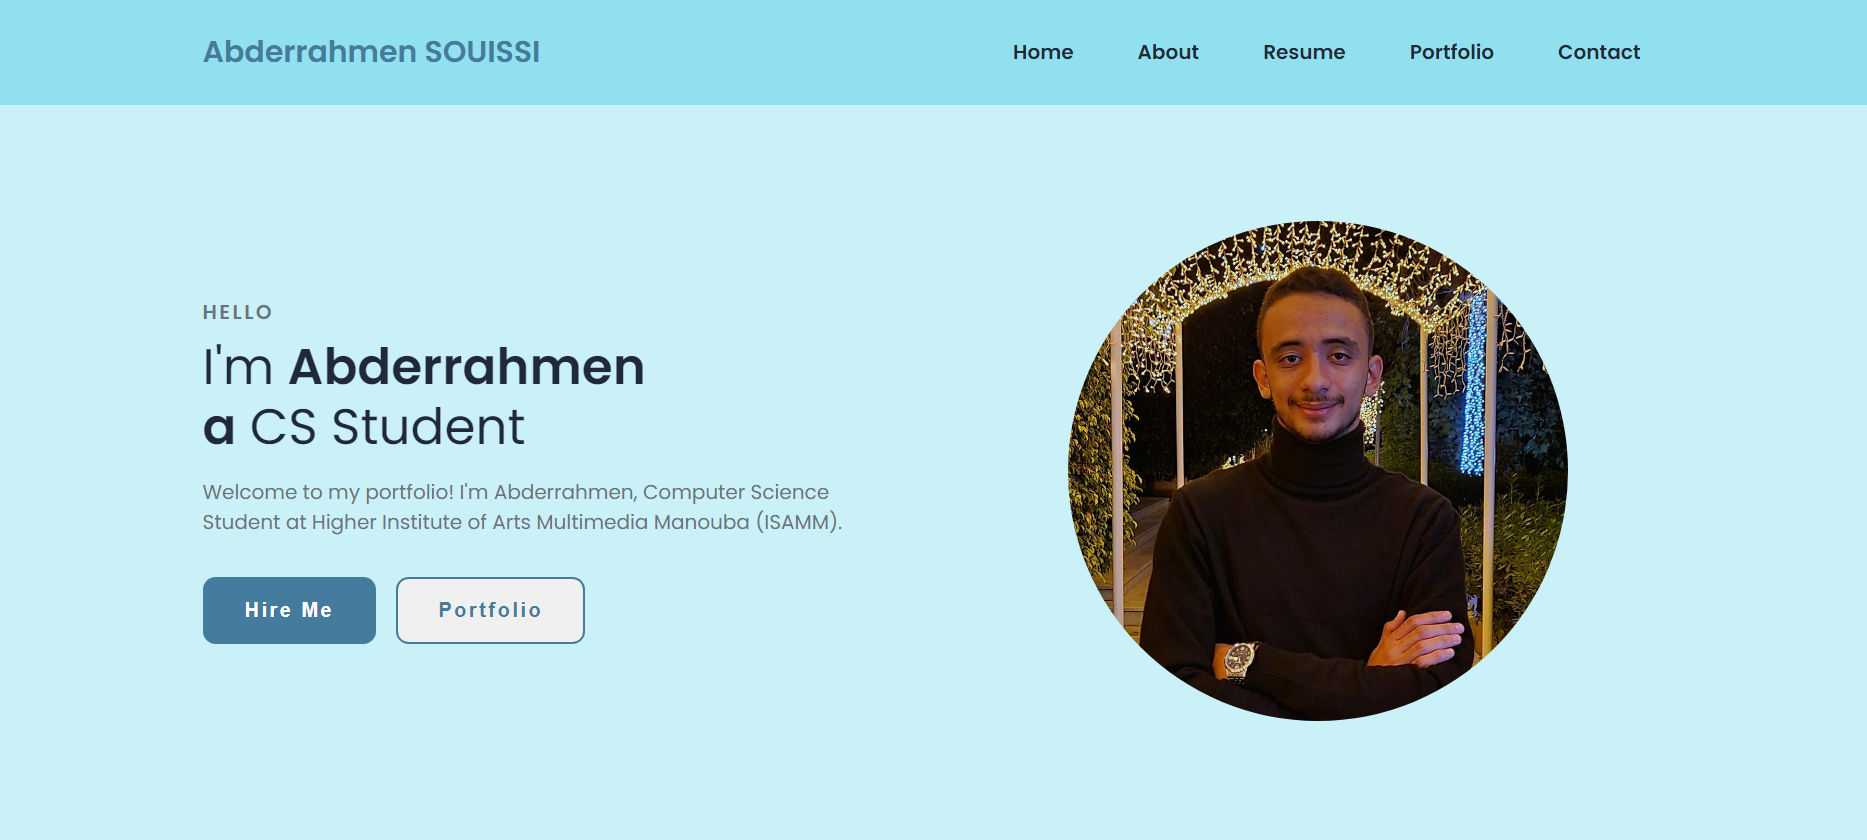 Abderrahmen SOUISSI
Home About Resume Portfolio Contact
HELLO
I'm Abderrahmen
a CS Student
Welcome to my portfolio! I'm Abderrahmen, Computer Science
Student at Higher Institute of Arts Multimedia Manouba (ISAMM).
Hire Me Portfolio